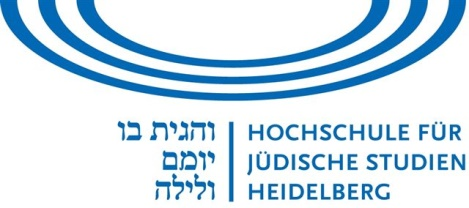 והגית בו
יומם
ולילה
HOCHSCHULE FÜR
JÜDISCHE STUDIEN
HEIDELBERG